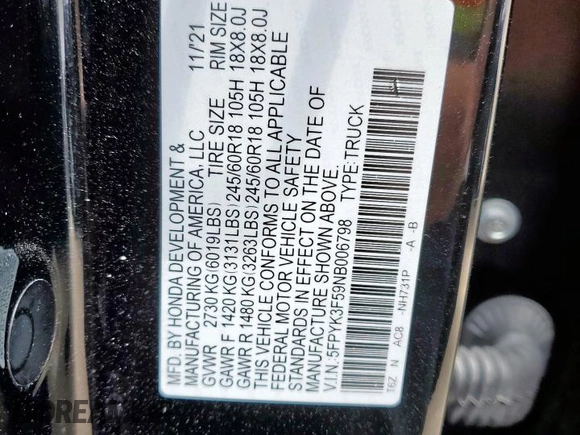 MFD. BY HONDA DEVELOPMENT &
MANUFACTURING OF AMERICA, LLC 11/21
GVWR 2730 KG(6019LBS) TIRE SIZE RIM SIZE
GAWR F 1420 KG(3131LBS) 245/60R18 105H 18X8.0J
GAWR R 1480 KG(3263LBS) 245/60R18 105H 18X8.0J
THIS VEHICLE CONFORMS TO ALL APPLICABLE
FEDERAL MOTOR VEHICLE SAFETY
STANDARDS IN EFFECT ON THE DATE OF
MANUFACTURE SHOWN ABOVE.
V.I.N.:5FPYK3F59NB006798 TYPE:TRUCK
T6Z N AC8 -NH731P A -B